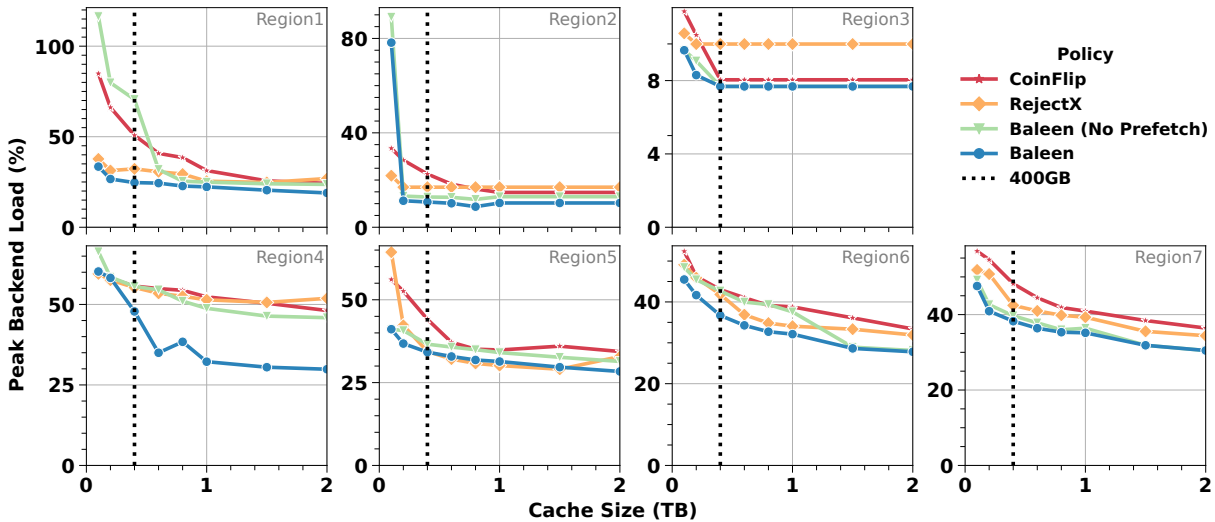 Peak Backend Load (%)
Region1
100
50
0
Region2
80
40
0
Region3
8
4
0
Policy
CoinFlip
RejectX
Baleen (No Prefetch)
Baleen
400GB
Region4
50
25
0
0 1 2
Region5
50
25
0
0 1 2
Region6
40
20
0
0 1 2
Region7
40
20
0
0 1 2
Cache Size (TB)